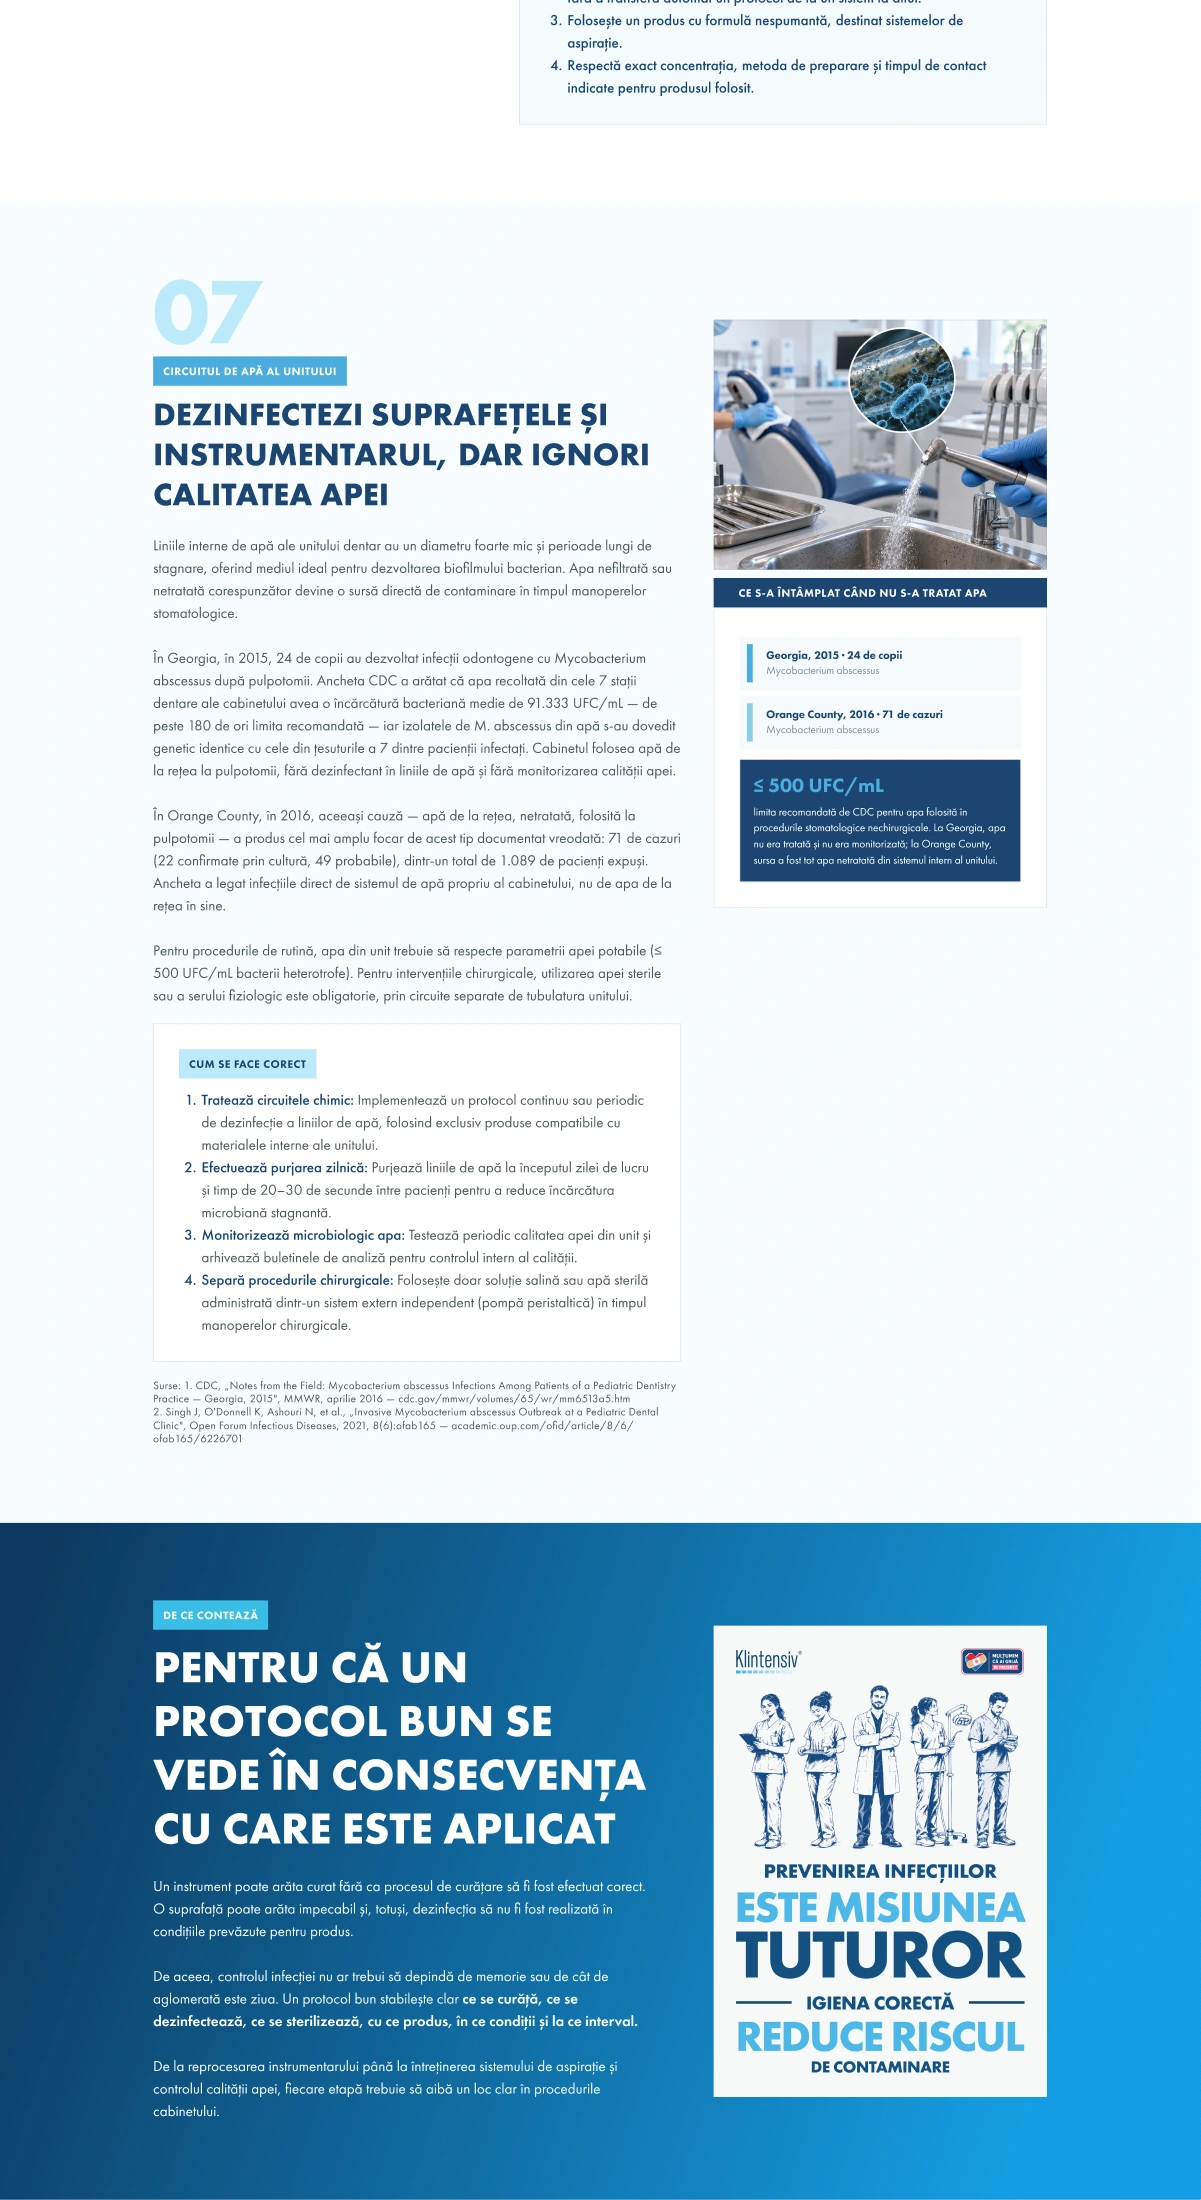 3. Folosește un produs cu formulă nespumantă, destinat sistemelor de
aspirație.
4. Respectă exact concentrația, metoda de preparare și timpul de contact
indicate pentru produsul folosit.
07
CIRCUITUL DE APĂ AL UNITULUI
DEZINFECTEZI SUPRAFEȚELE ȘI
INSTRUMENTARUL, DAR IGNORI
CALITATEA APEI
Liniile interne de apă ale unitului dentar au un diametru foarte mic și perioade lungi de
stagnare, oferind mediul ideal pentru dezvoltarea biofilmului bacterian. Apa nefiltrată sau
netratată corespunzător devine o sursă directă de contaminare în timpul manoperelor
stomatologice.
În Georgia, în 2015, 24 de copii au dezvoltat infecții odontogene cu Mycobacterium
abscessus după pulpotomii. Ancheta CDC a arătat că apa recoltată din cele 7 stații
dentare ale cabinetului avea o încărcătură bacteriană medie de 91.333 UFC/mL — de
peste 180 de ori limita recomandată — iar izolatele de M. abscessus din apă s-au dovedit
genetic identice cu cele din țesuturile a 7 dintre pacienții infectați. Cabinetul folosea apă de
la rețea la pulpotomii, fără dezinfectant în liniile de apă și fără monitorizarea calității apei.
În Orange County, în 2016, aceeași cauză — apă de la rețea, netratată, folosită la
pulpotomii — a produs cel mai amplu focar de acest tip documentat vreodată: 71 de cazuri
(22 confirmate prin cultură, 49 probabile), dintr-un total de 1.089 de pacienți expuși.
Ancheta a legat infecțiile direct de sistemul de apă propriu al cabinetului, nu de apa de la
rețea în sine.
Pentru procedurile de rutină, apa din unit trebuie să respecte parametrii apei potabile (≤
500 UFC/mL bacterii heterotrofe). Pentru intervențiile chirurgicale, utilizarea apei sterile
sau a serului fiziologic este obligatorie, prin circuite separate de tubulatura unitului.
CUM SE FACE CORECT
1. Tratează circuitele chimic: Implementează un protocol continuu sau periodic
de dezinfecție a liniilor de apă, folosind exclusiv produse compatibile cu
materialele interne ale unitului.
2. Efectuează purjarea zilnică: Purjează liniile de apă la începutul zilei de lucru
și timp de 20–30 de secunde între pacienți pentru a reduce încărcătura
microbiană stagnantă.
3. Monitorizează microbiologic apa: Testează periodic calitatea apei din unit și
arhivează buletinele de analiză pentru controlul intern al calității.
4. Separă procedurile chirurgicale: Folosește doar soluție salină sau apă sterilă
administrată dintr-un sistem extern independent (pompă peristaltică) în timpul
manoperelor chirurgicale.
Surse: 1. CDC, „Notes from the Field: Mycobacterium abscessus Infections Among Patients of a Pediatric Dentistry
Practice — Georgia, 2015", MMWR, aprilie 2016 — cdc.gov/mmwr/volumes/65/wr/mm6513a5.htm
2. Singh J, O'Donnell K, Ashouri N, et al., „Invasive Mycobacterium abscessus Outbreak at a Pediatric Dental
Clinic", Open Forum Infectious Diseases, 2021, 8(6):ofab165 — academic.oup.com/ofid/article/8/6/
ofab165/6226701
CE S-A ÎNTÂMPLAT CÂND NU S-A TRATAT APA
Georgia, 2015 · 24 de copii
Mycobacterium abscessus
Orange County, 2016 · 71 de cazuri
Mycobacterium abscessus
≤ 500 UFC/mL
limita recomandată de CDC pentru apa folosită în
procedurile stomatologice nechirurgicale. La Georgia, apa
nu era tratată și nu era monitorizată; la Orange County,
sursa a fost tot apa netratată din sistemul intern al unitului.
DE CE CONTEAZĂ
PENTRU CĂ UN
PROTOCOL BUN SE
VEDE ÎN CONSECVENȚA
CU CARE ESTE APLICAT
Un instrument poate arăta curat fără ca procesul de curățare să fi fost efectuat corect.
O suprafață poate arăta impecabil și, totuși, dezinfecția să nu fi fost realizată în
condițiile prevăzute pentru produs.
De aceea, controlul infecției nu ar trebui să depindă de memorie sau de cât de
aglomerată este ziua. Un protocol bun stabilește clar ce se curăță, ce se
dezinfectează, ce se sterilizează, cu ce produs, în ce condiții și la ce interval.
De la reprocesarea instrumentarului până la întreținerea sistemului de aspirație și
controlul calității apei, fiecare etapă trebuie să aibă un loc clar în procedurile
cabinetului.
Klintensiv®
MULȚUMIM
CĂ AI GRIJĂ
DE PACIENȚI
PREVENIREA INFECȚIILOR
ESTE MISIUNEA
TUTUROR
IGIENA CORECTĂ
REDUCE RISCUL
DE CONTAMINARE